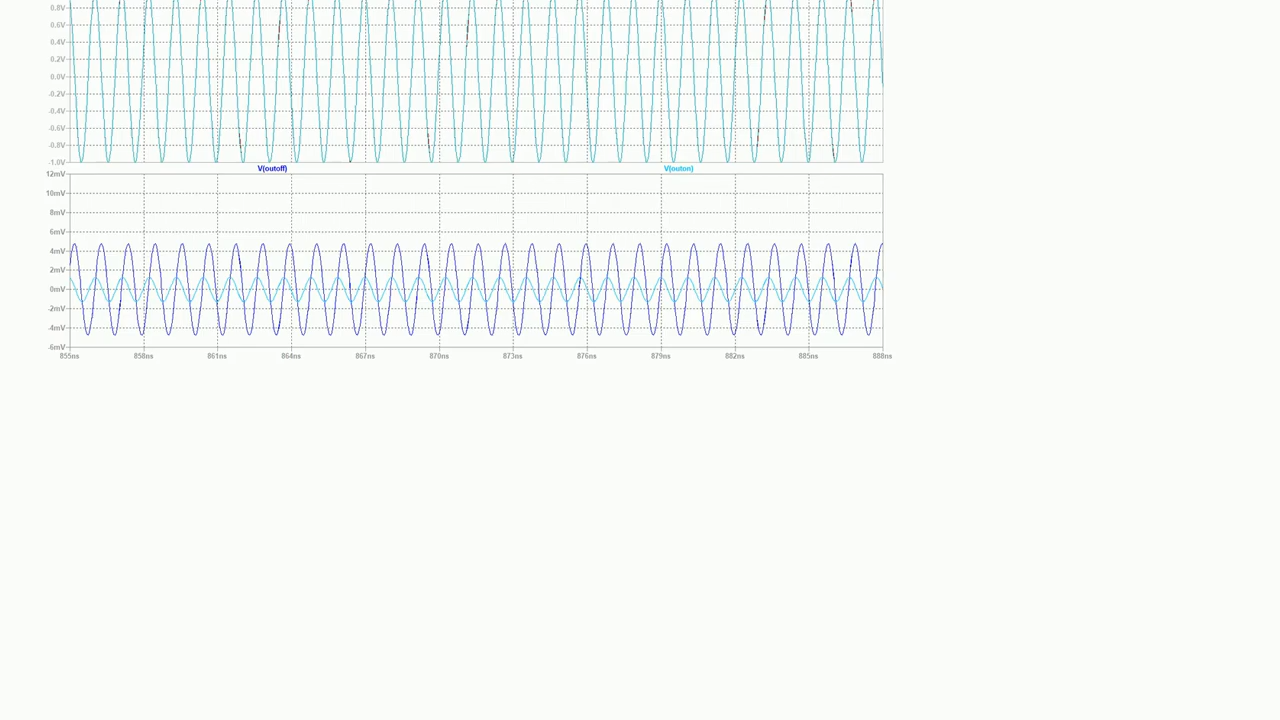 0.8V
0.6V
0.4V
0.2V
0.0V
-0.2V
-0.4V
-0.6V
-0.8V
-1.0V
V(outoff) V(outon)
12mV
10mV
8mV
6mV
4mV
2mV
0mV
-2mV
-4mV
-6mV
855ns 858ns 861ns 864ns 867ns 870ns 873ns 876ns 879ns 882ns 885ns 888ns